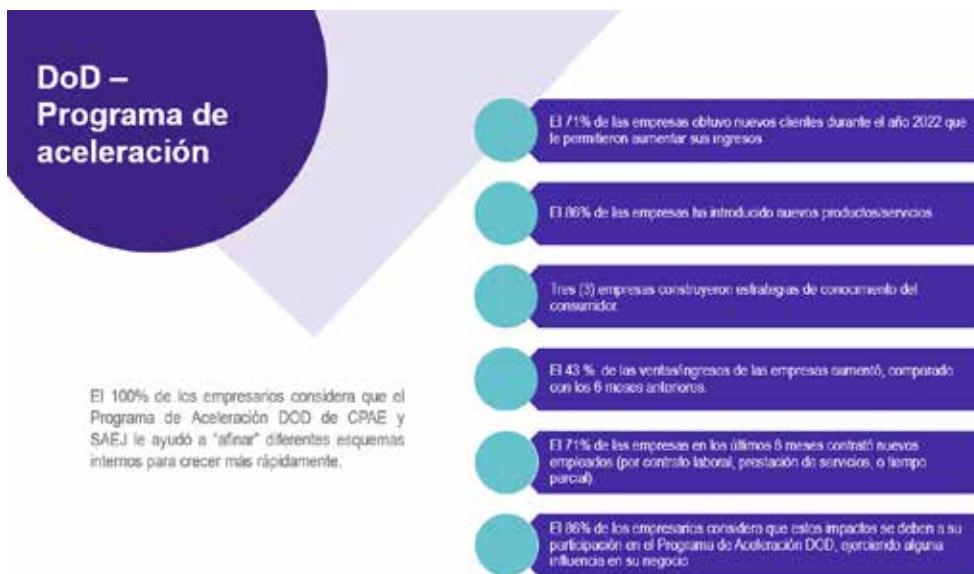 DoD –
Programa de
aceleración
El 100% de los empresarios considera que el
Programa de Aceleración DOD de CPAE y
SAEJ le ayudó a "afinar" diferentes esquemas
internos para crecer más rápidamente.
El 71% de las empresas obtuvo nuevos clientes durante el año 2022 que
le permitieron aumentar sus ingresos
El 86% de las empresas ha introducido nuevos productos/servicios
Tres (3) empresas construyeron estrategias de conocimiento del
consumidor.
El 43 % de las ventas/ingresos de las empresas aumentó, comparado
con los 6 meses anteriores.
El 71% de las empresas en los últimos 6 meses contrató nuevos
empleados (por contrato laboral, prestación de servicios, o tiempo
parcial)
El 86% de los empresarios considera que estos impactos se deben a su
participación en el Programa de Aceleración DOD, ejerciendo alguna
influencia en su negocio